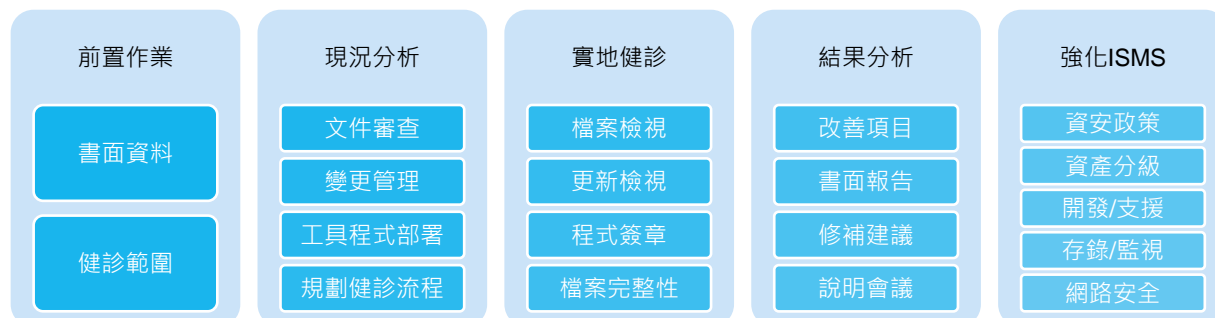 前置作業
書面資料
健診範圍
現況分析
文件審查
變更管理
工具程式部署
規劃健診流程
實地健診
檔案檢視
更新檢視
程式簽章
檔案完整性
結果分析
改善項目
書面報告
修補建議
說明會議
強化ISMS
資安政策
資產分級
開發/支援
存錄/監視
網路安全